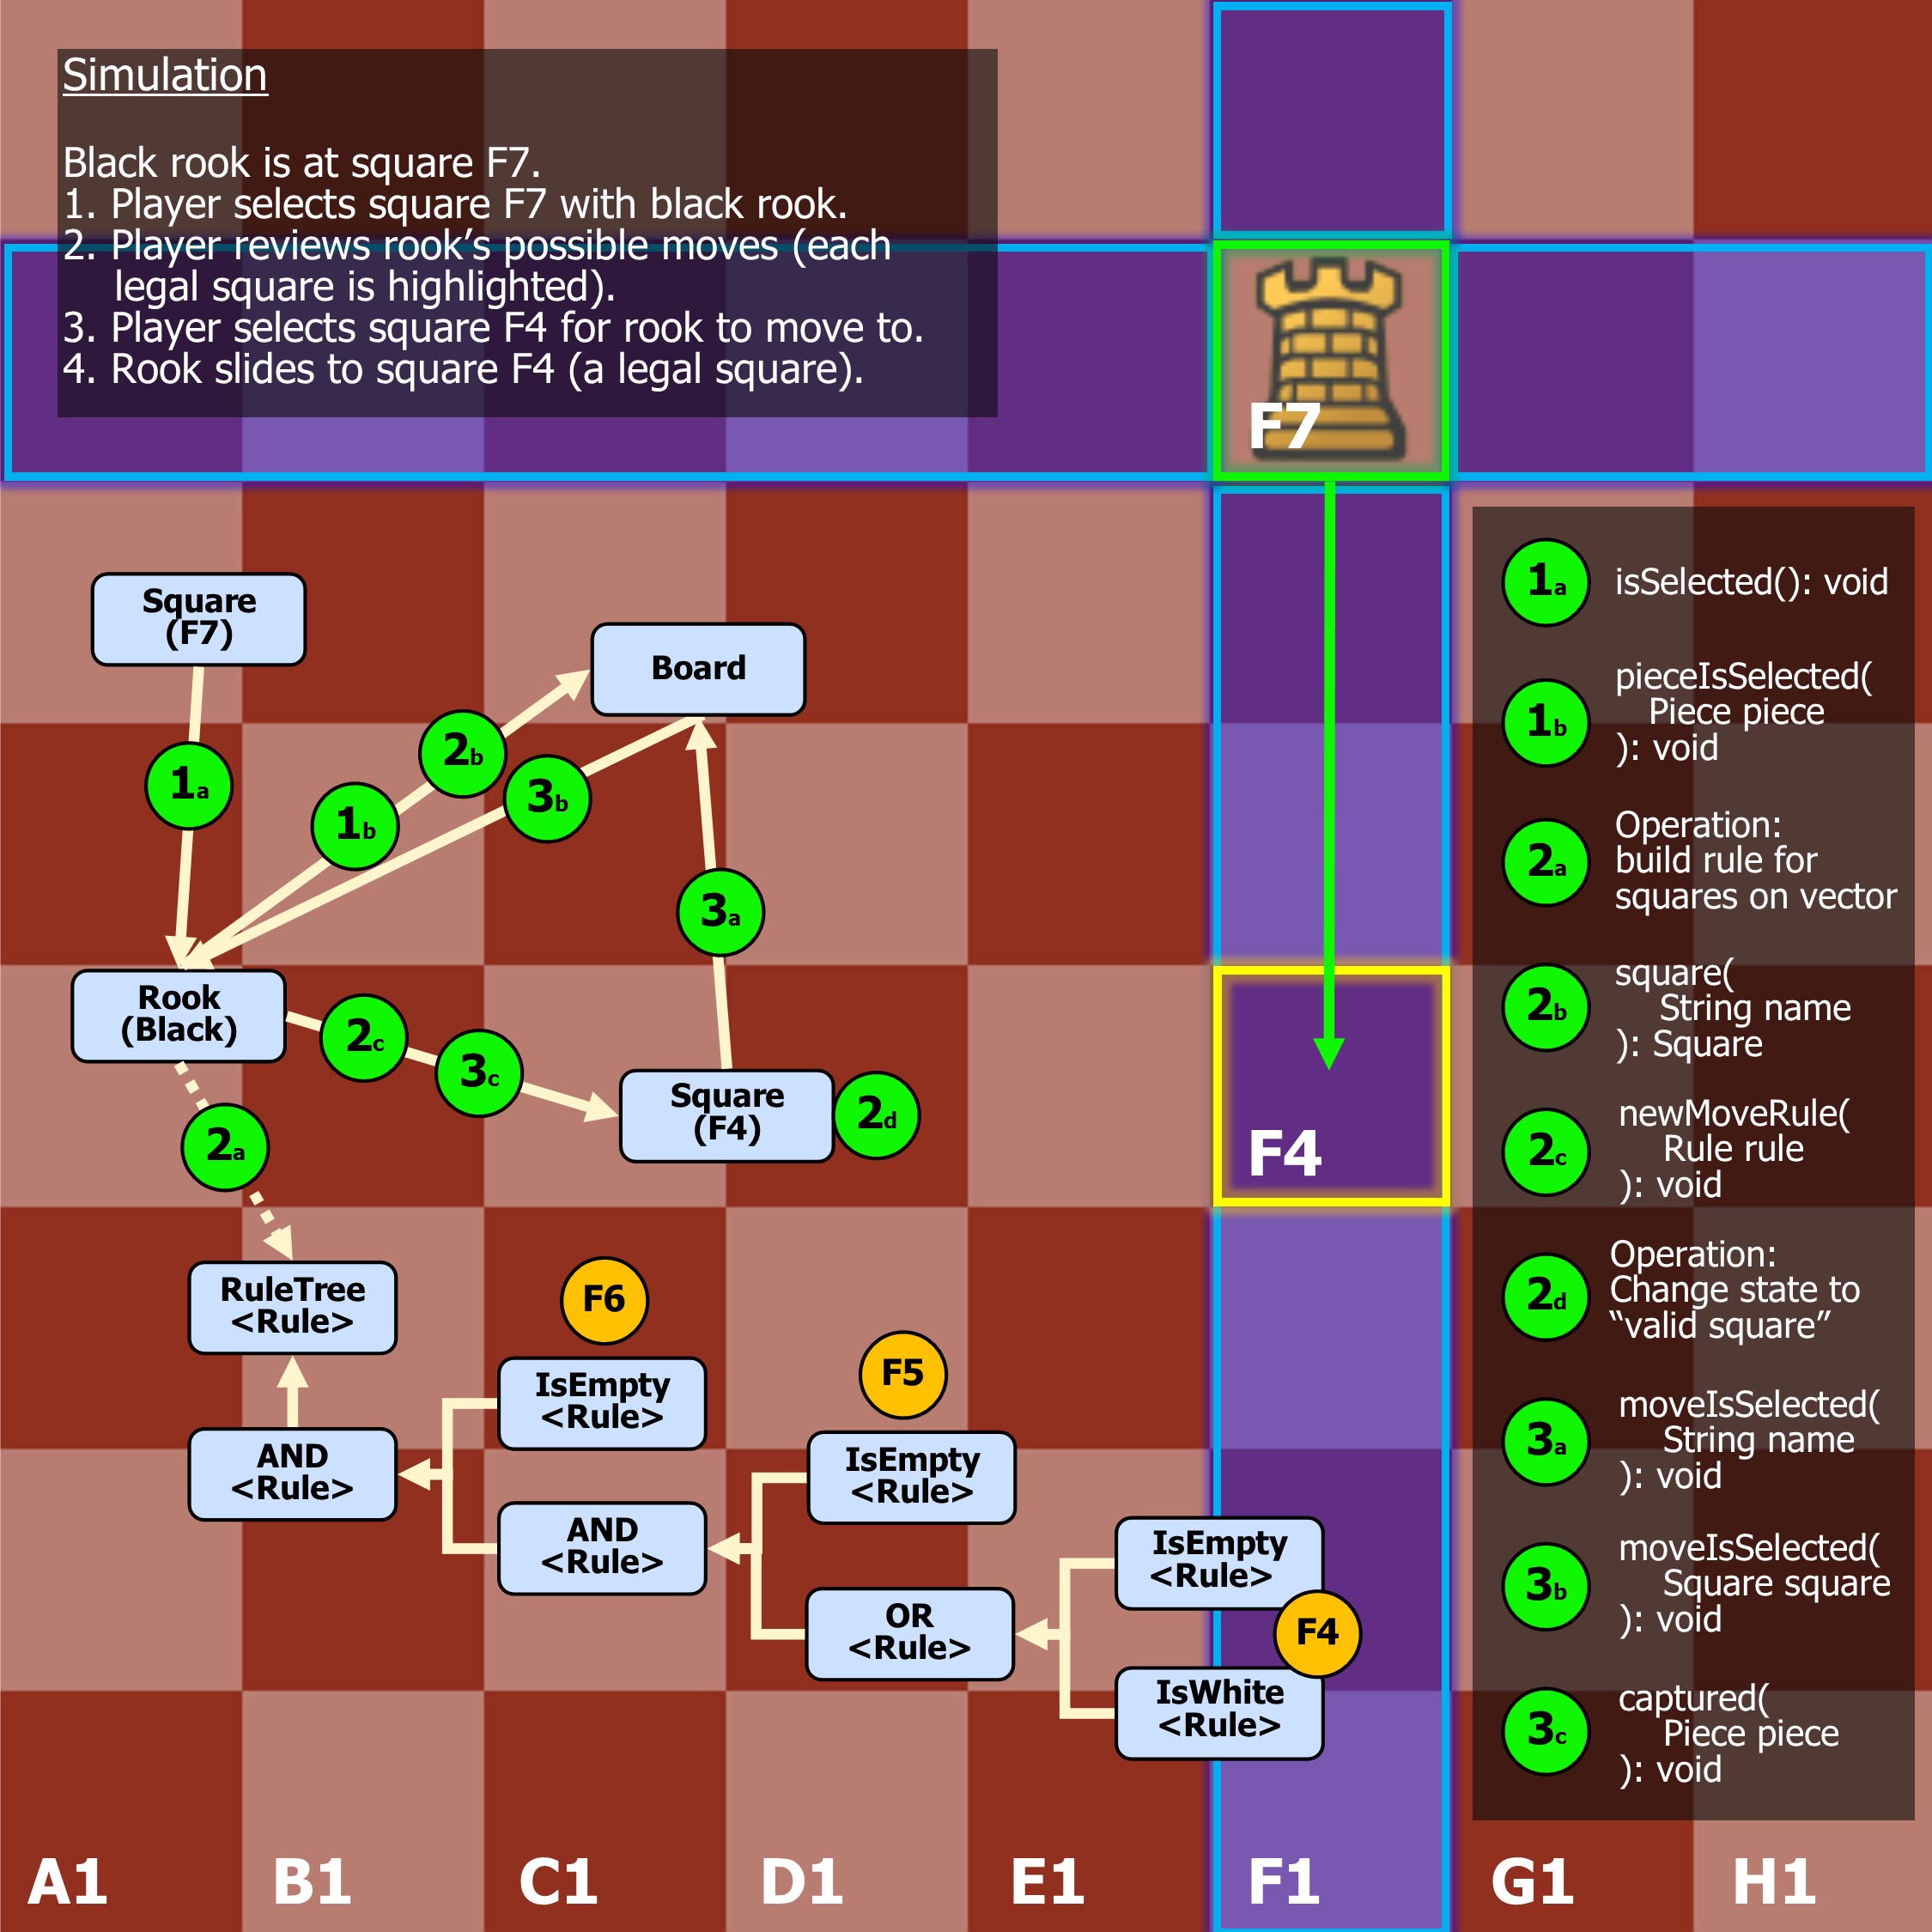 Simulation
Black rook is at square F7.
1. Player selects square F7 with black rook.
2. Player reviews rook’s possible moves (each
legal square is highlighted).
3. Player selects square F4 for rook to move to.
4. Rook slides to square F4 (a legal square).
F7
Square
(F7)
Board
1a
1b
2b
3b
3a
Rook
(Black)
2c
3c
2a
Square
(F4)
2d
F4
RuleTree
<Rule>
AND
<Rule>
F6
IsEmpty
<Rule>
AND
<Rule>
F5
IsEmpty
<Rule>
OR
<Rule>
IsEmpty
<Rule>
F4
IsWhite
<Rule>
1a
isSelected(): void
1b
pieceIsSelected(
Piece piece
): void
2a
Operation:
build rule for
squares on vector
2b
square(
String name
): Square
2c
newMoveRule(
Rule rule
): void
2d
Operation:
Change state to
“valid square”
3a
moveIsSelected(
String name
): void
3b
moveIsSelected(
Square square
): void
3c
captured(
Piece piece
): void
A1
B1
C1
D1
E1
F1
G1
H1